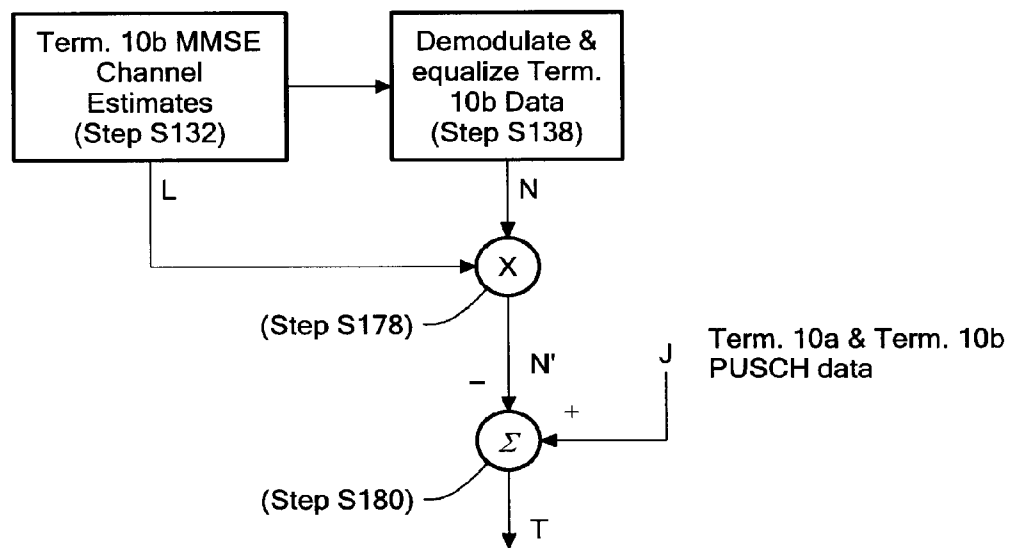 Term. 10b MMSE
Channel
Estimates
(Step S132)
Demodulate &
equalize Term.
10b Data
(Step S138)
L
N
X
(Step S178)
N'
J
Term. 10a & Term. 10b
PUSCH data
−
+
Σ
(Step S180)
T